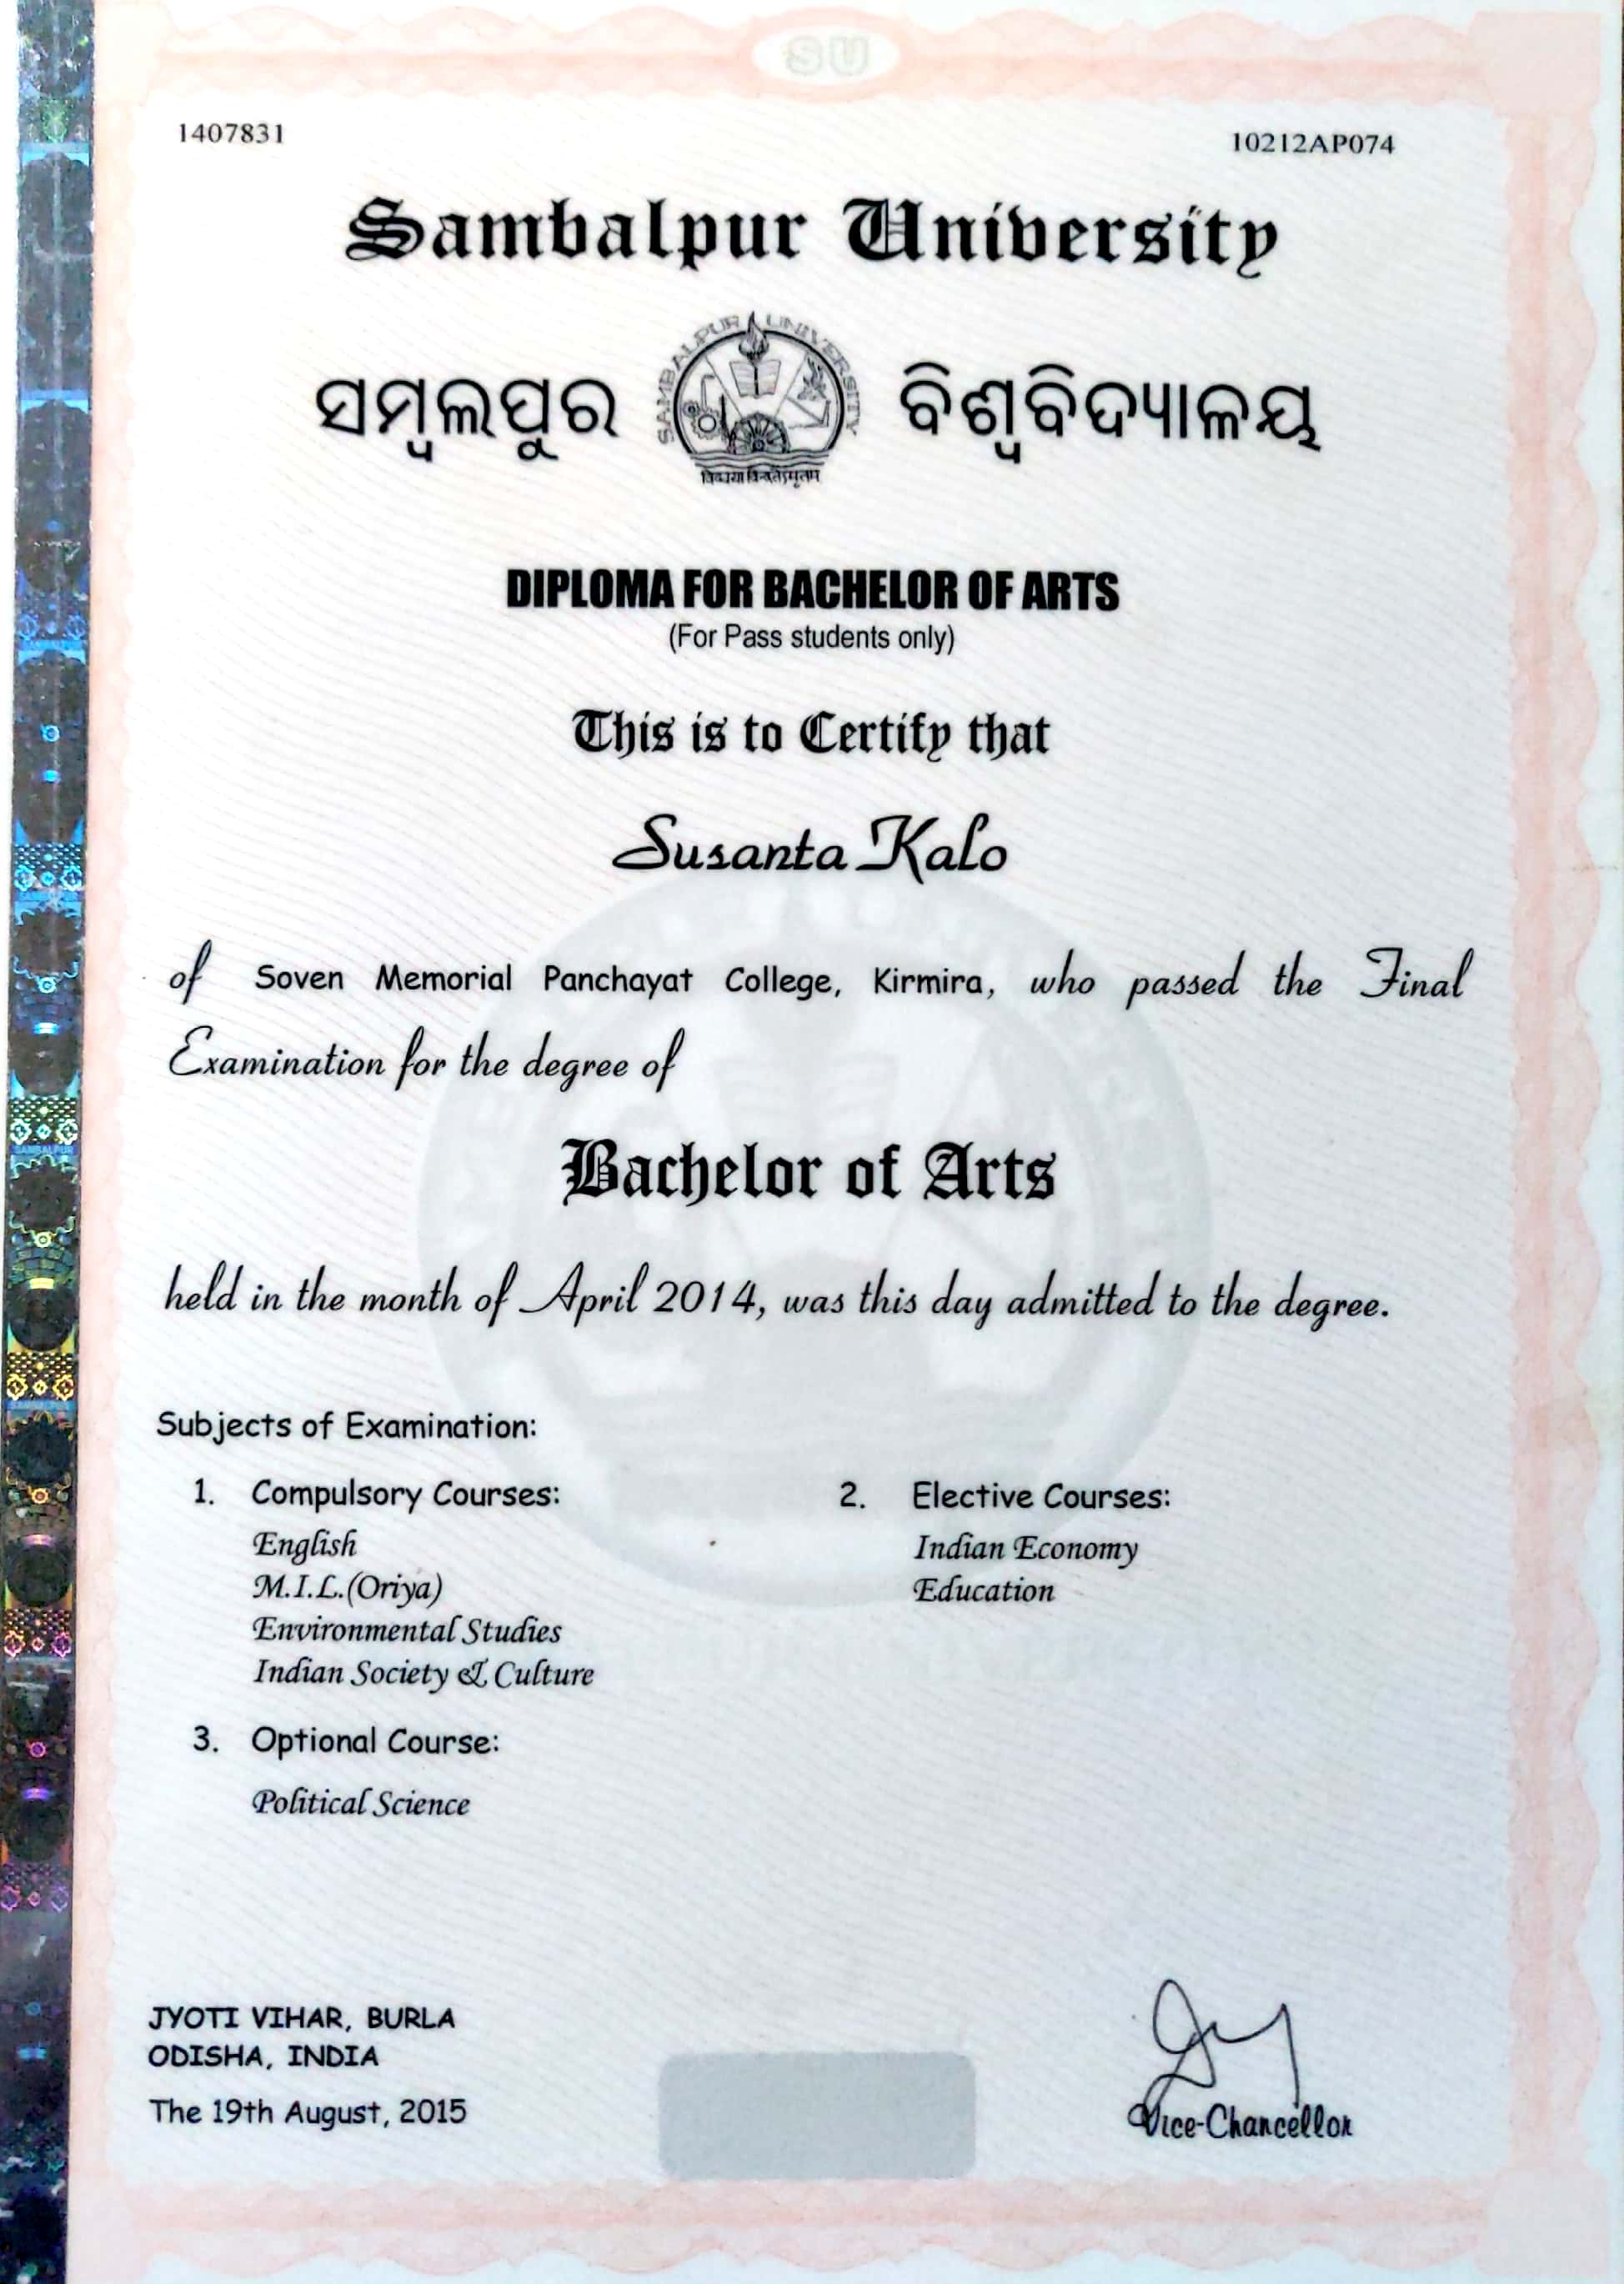 SU
1407831 10212AP074
Sambalpur University
ସମ୍ବଲପୁର ବିଶ୍ୱବିଦ୍ୟାଳୟ
SAMBALPUR UNIVERSITY
DIPLOMA FOR BACHELOR OF ARTS
(For Pass students only)
This is to Certify that
Susanta Kalo
of Soven Memorial Panchayat College, Kirmira, who passed the Final
Examination for the degree of
Bachelor of Arts
held in the month of April 2014, was this day admitted to the degree.
Subjects of Examination:
1. Compulsory Courses: 2. Elective Courses:
English Indian Economy
M.I.L.(Oriya) Education
Environmental Studies
Indian Society & Culture
3. Optional Course:
Political Science
JYOTI VIHAR, BURLA
ODISHA, INDIA
The 19th August, 2015
Vice-Chancellor